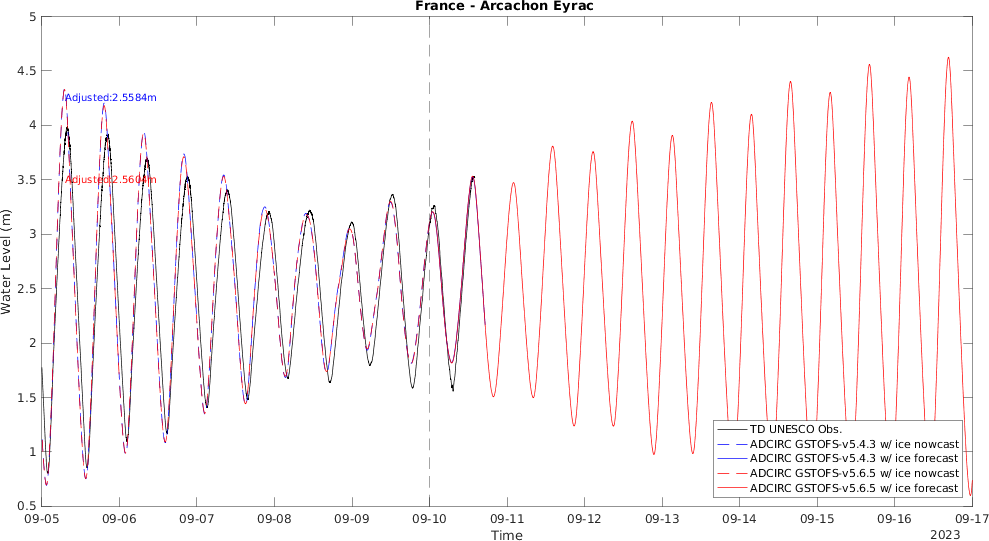 France - Arcachon Eyrac
Water Level (m)
5
4.5
4
3.5
3
2.5
2
1.5
1
0.5
Adjusted:2.5584m
Adjusted:2.5604m
TD UNESCO Obs.
ADCIRC GSTOFS-v5.4.3 w/ ice nowcast
ADCIRC GSTOFS-v5.4.3 w/ ice forecast
ADCIRC GSTOFS-v5.6.5 w/ ice nowcast
ADCIRC GSTOFS-v5.6.5 w/ ice forecast
09-05 09-06 09-07 09-08 09-09 09-10 09-11 09-12 09-13 09-14 09-15 09-16 09-17
Time
2023